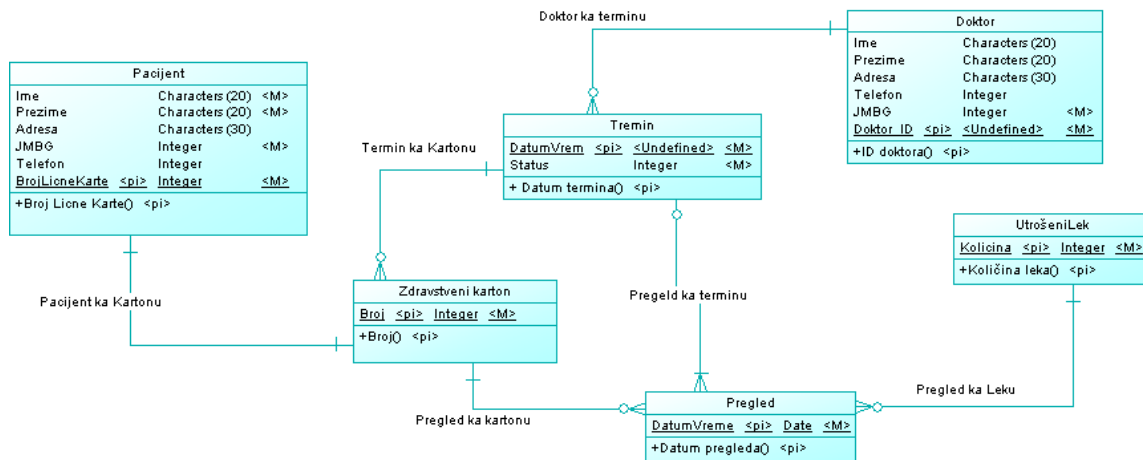 Doktor ka terminu
Doktor
Ime Characters (20)
Prezime Characters (20)
Adresa Characters (30)
Telefon Integer
JMBG Integer <M>
Doktor_ID <pi> <Undefined> <M>
+ID doktora() <pi>
Pacijent
Ime Characters (20) <M>
Prezime Characters (20) <M>
Adresa Characters (30)
JMBG Integer <M>
Telefon Integer
BrojLicneKarte <pi> Integer <M>
+Broj Licne Karte() <pi>
Tremin
DatumVrem <pi> <Undefined> <M>
Status Integer <M>
+ Datum termina() <pi>
Termin ka Kartonu
UtrošeniLek
Kolicina <pi> Integer <M>
+Količina leka() <pi>
Zdravstveni karton
Broj <pi> Integer <M>
+Broj() <pi>
Pacijent ka Kartonu
Pregeld ka terminu
Pregled ka Leku
Pregled
DatumVreme <pi> Date <M>
+Datum pregleda() <pi>
Pregled ka kartonu